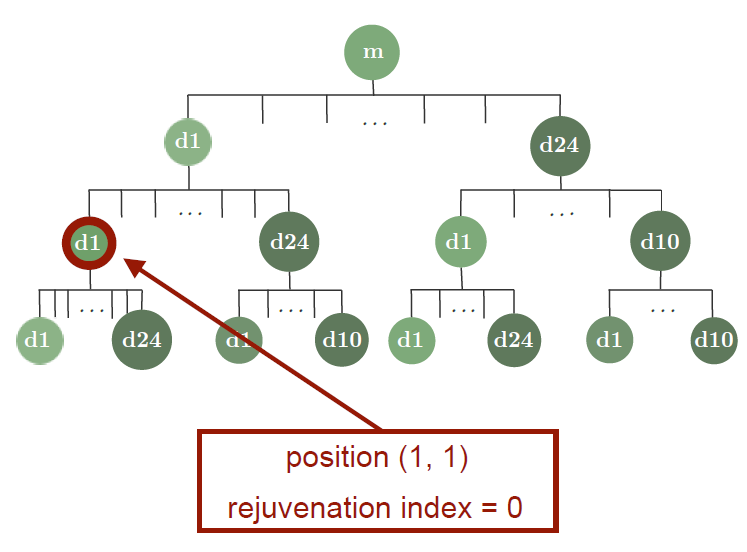 m
...
d1 d24
... ...
d1 d24 d1 d10
... ... ... ...
d1 d24 d1 d10 d1 d24 d1 d10
position (1, 1)
rejuvenation index = 0